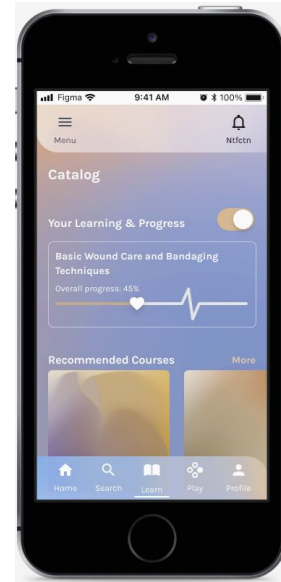 Figma 9:41 AM 100%
Menu Ntfctn
Catalog
Your Learning & Progress
Basic Wound Care and Bandaging
Techniques
Overall progress: 45%
Recommended Courses More
Home Search Learn Play Profile